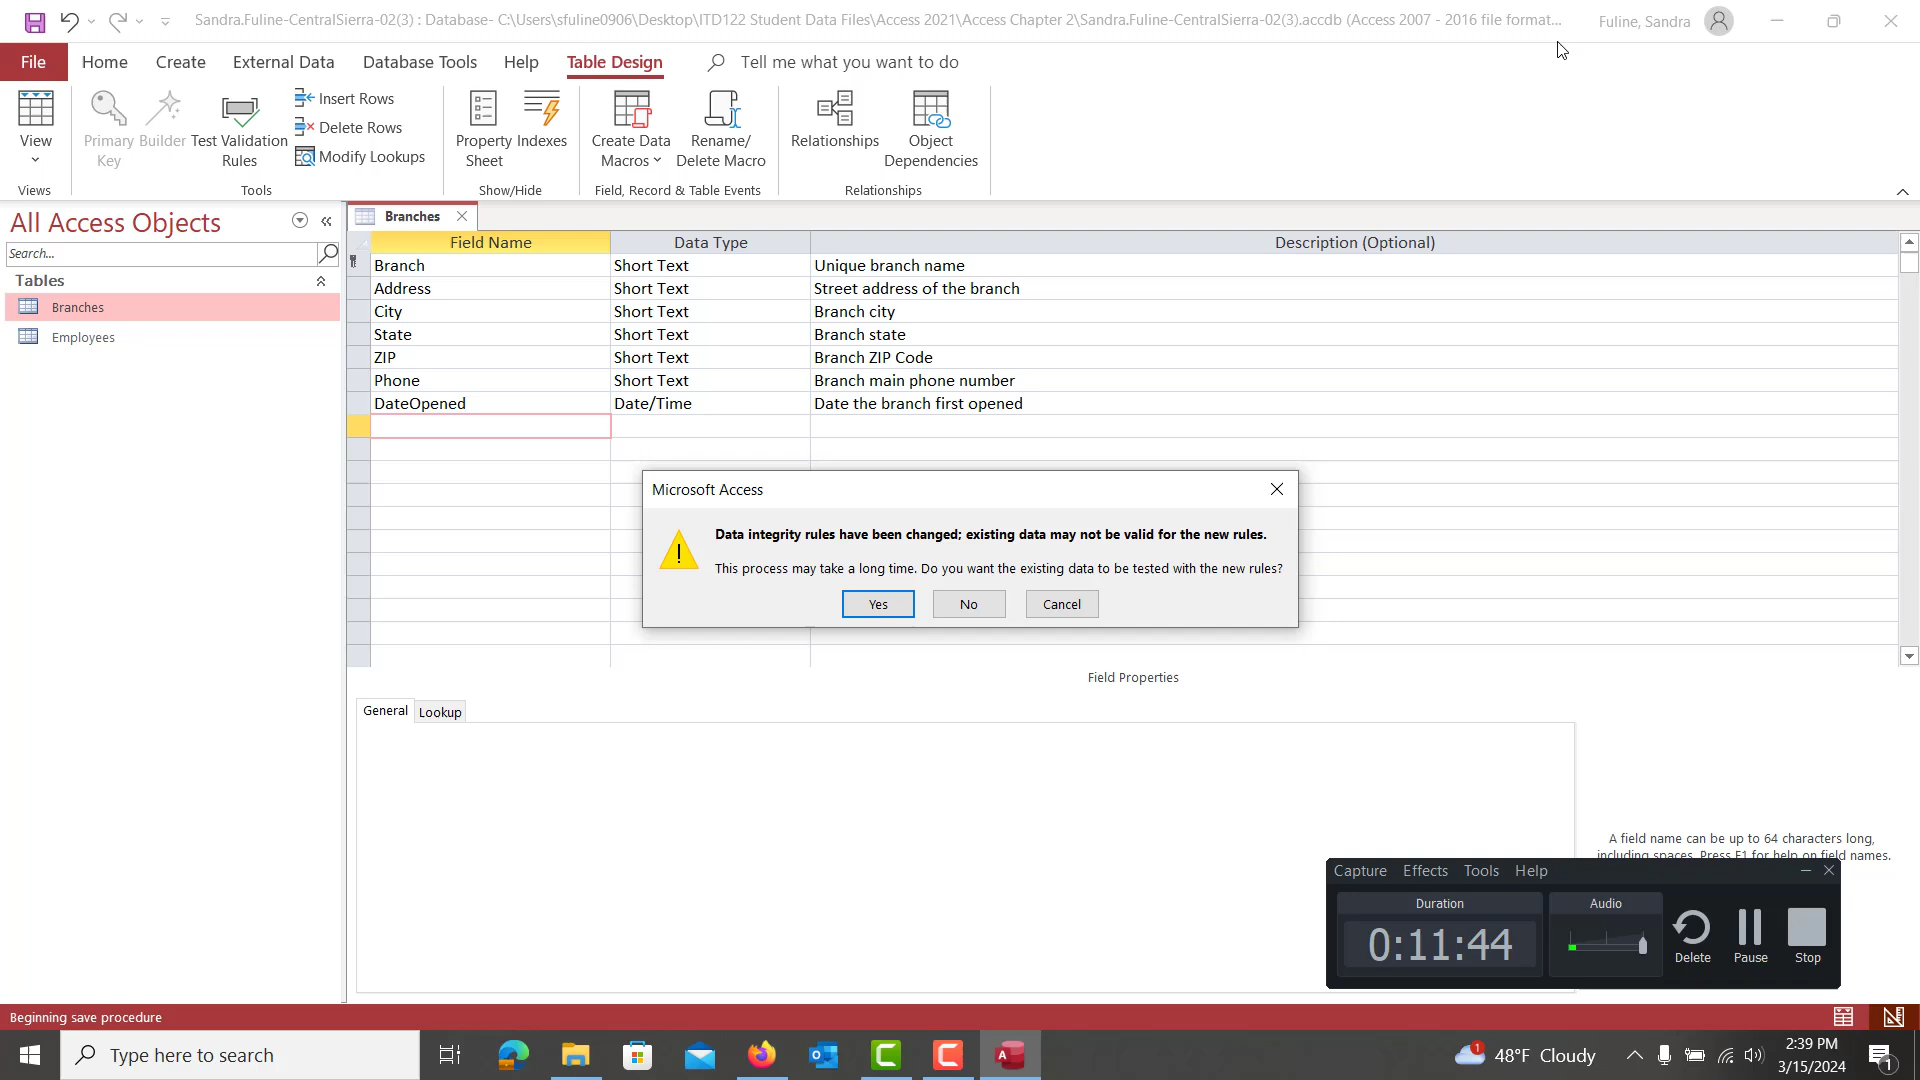 Sandra.Fuline-CentralSierra-02(3) : Database- C:\Users\sfuline0906\Desktop\ITD122 Student Data Files\Access 2021\Access Chapter 2\Sandra.Fuline-CentralSierra-02(3).accdb (Access 2007 - 2016 file format...
Fuline, Sandra
File Home Create External Data Database Tools Help Table Design Tell me what you want to do
View
Primary Key
Builder
Test Validation Rules
Insert Rows
Delete Rows
Modify Lookups
Property Sheet
Indexes
Create Data Macros
Rename/ Delete Macro
Relationships
Object Dependencies
Views Tools Show/Hide Field, Record & Table Events Relationships
All Access Objects
Search...
Tables
Branches
Employees
Branches
Field Name Data Type Description (Optional)
Branch Short Text Unique branch name
Address Short Text Street address of the branch
City Short Text Branch city
State Short Text Branch state
ZIP Short Text Branch ZIP Code
Phone Short Text Branch main phone number
DateOpened Date/Time Date the branch first opened
Microsoft Access
Data integrity rules have been changed; existing data may not be valid for the new rules.
This process may take a long time. Do you want the existing data to be tested with the new rules?
Yes No Cancel
Field Properties
General Lookup
A field name can be up to 64 characters long,
including spaces. Press F1 for help on field names.
Capture Effects Tools Help
Duration Audio
0:11:44
Delete Pause Stop
Beginning save procedure
Type here to search
1
48°F Cloudy
2:39 PM
3/15/2024
1